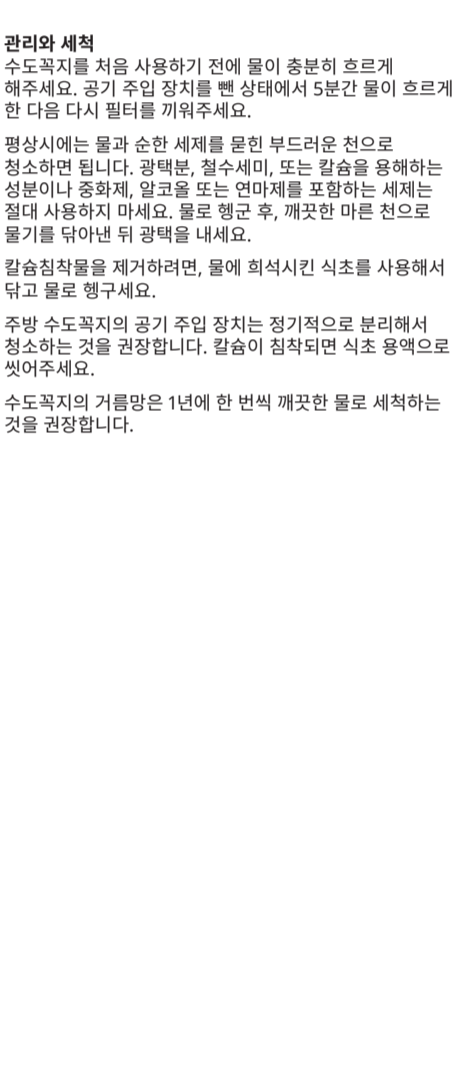 관리와 세척
수도꼭지를 처음 사용하기 전에 물이 충분히 흐르게
해주세요. 공기 주입 장치를 뺀 상태에서 5분간 물이 흐르게
한 다음 다시 필터를 끼워주세요.
평상시에는 물과 순한 세제를 묻힌 부드러운 천으로
청소하면 됩니다. 광택분, 철수세미, 또는 칼슘을 용해하는
성분이나 중화제, 알코올 또는 연마제를 포함하는 세제는
절대 사용하지 마세요. 물로 헹군 후, 깨끗한 마른 천으로
물기를 닦아낸 뒤 광택을 내세요.
칼슘침착물을 제거하려면, 물에 희석시킨 식초를 사용해서
닦고 물로 헹구세요.
주방 수도꼭지의 공기 주입 장치는 정기적으로 분리해서
청소하는 것을 권장합니다. 칼슘이 침착되면 식초 용액으로
씻어주세요.
수도꼭지의 거름망은 1년에 한 번씩 깨끗한 물로 세척하는
것을 권장합니다.